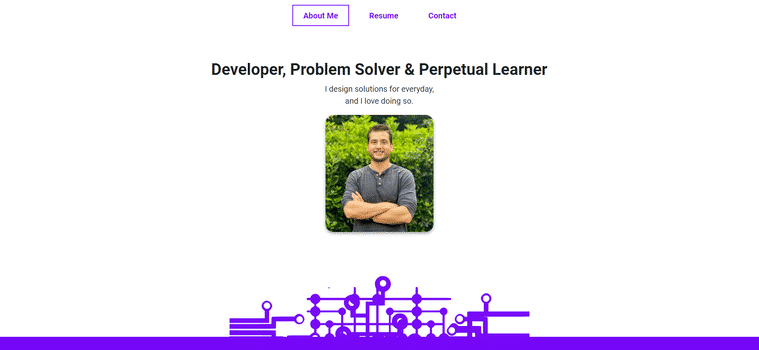 About Me Resume Contact
Developer, Problem Solver & Perpetual Learner
I design solutions for everyday,
and I love doing so.